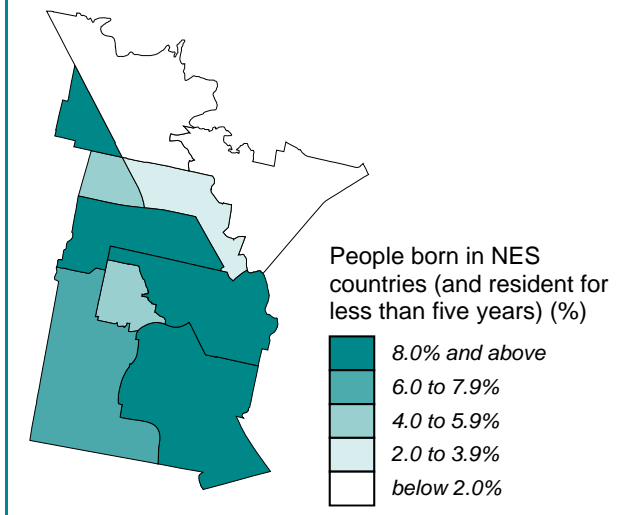 People born in NES
countries (and resident for
less than five years) (%)
8.0% and above
6.0 to 7.9%
4.0 to 5.9%
2.0 to 3.9%
below 2.0%